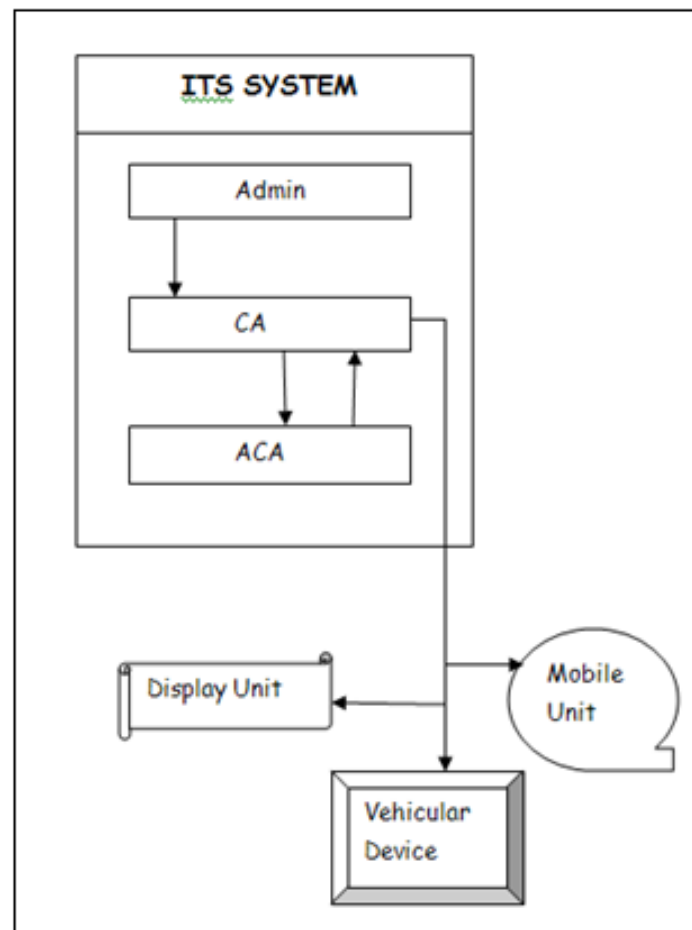 ITS SYSTEM
Admin
CA
ACA
Display Unit
Mobile
Unit
Vehicular
Device